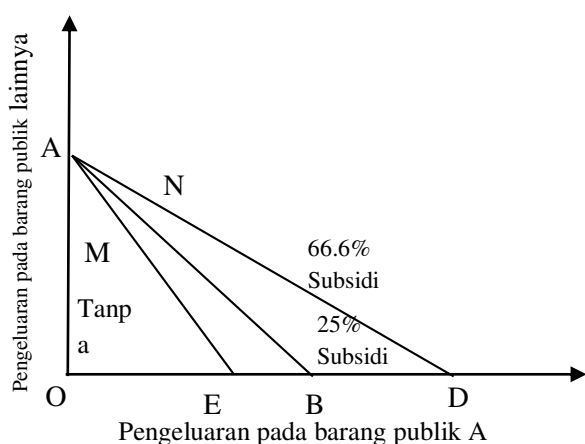 Pengeluaran pada barang publik lainnya
A
N
66.6%
Subsidi
M
Tanp
a
25%
Subsidi
O
E
B
D
Pengeluaran pada barang publik A